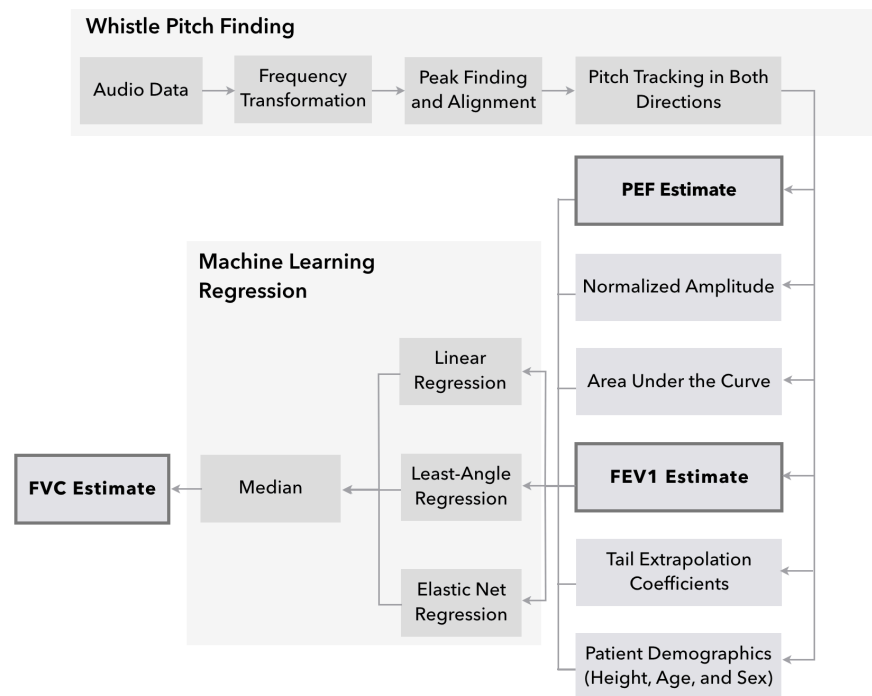 Whistle Pitch Finding
Audio Data
Frequency
Transformation
Peak Finding
and Alignment
Pitch Tracking in Both
Directions
PEF Estimate
Normalized Amplitude
Area Under the Curve
FEV1 Estimate
Tail Extrapolation
Coefficients
Patient Demographics
(Height, Age, and Sex)
Machine Learning
Regression
Linear
Regression
Least-Angle
Regression
Elastic Net
Regression
Median
FVC Estimate